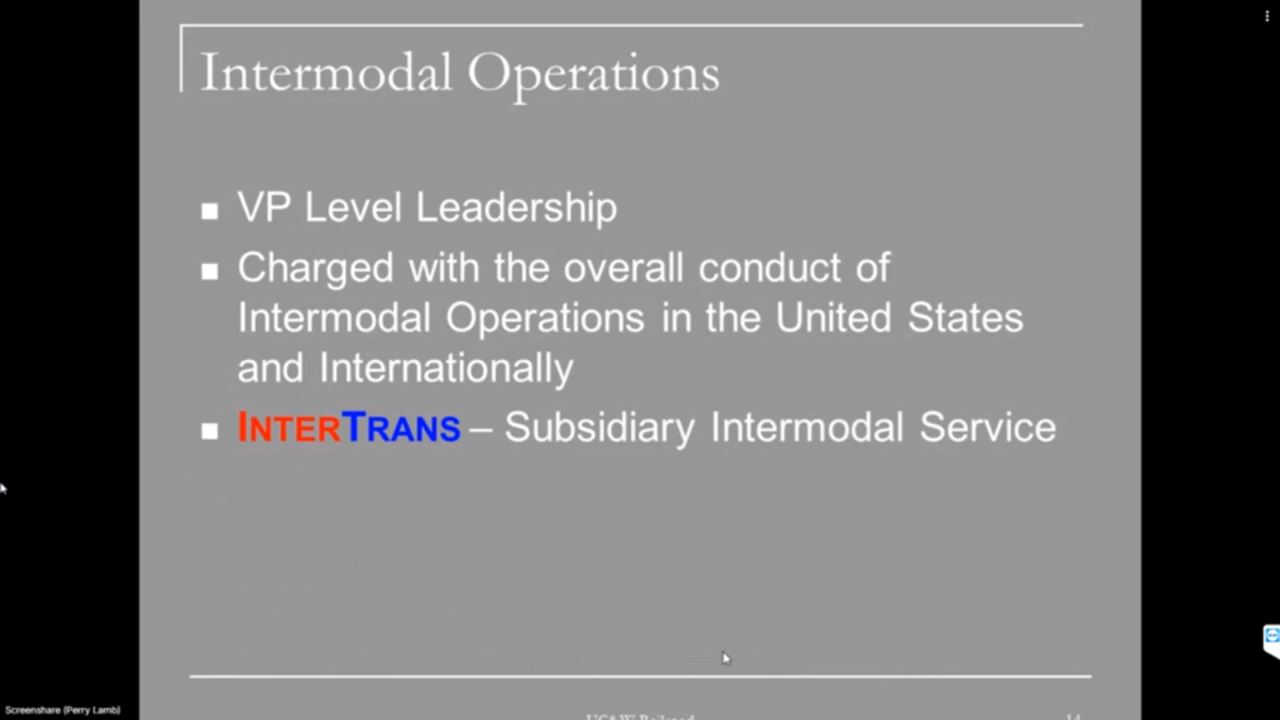 Intermodal Operations
VP Level Leadership
Charged with the overall conduct of
Intermodal Operations in the United States
and Internationally
INTERTRANS – Subsidiary Intermodal Service
Screenshare (Perry Lamb)